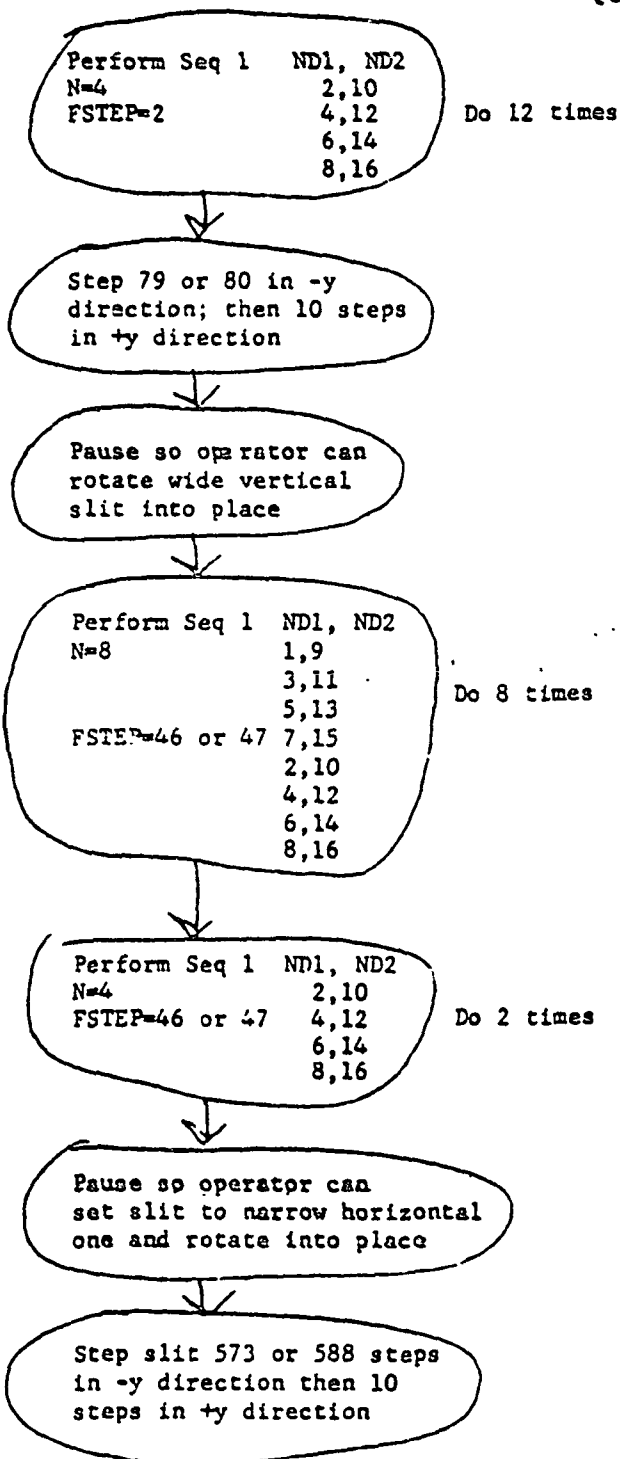 Perform Seq 1 ND1, ND2
N=4 2,10
FSTEP=2 4,12 Do 12 times
6,14
8,16
Step 79 or 80 in -y
direction; then 10 steps
in +y direction
Pause so operator can
rotate wide vertical
slit into place
Perform Seq 1 ND1, ND2
N=8 1,9
3,11
5,13 Do 8 times
FSTEP=46 or 47 7,15
2,10
4,12
6,14
8,16
Perform Seq 1 ND1, ND2
N=4 2,10
FSTEP=46 or 47 4,12 Do 2 times
6,14
8,16
Pause so operator can
set slit to narrow horizontal
one and rotate into place
Step slit 573 or 588 steps
in -y direction then 10
steps in +y direction